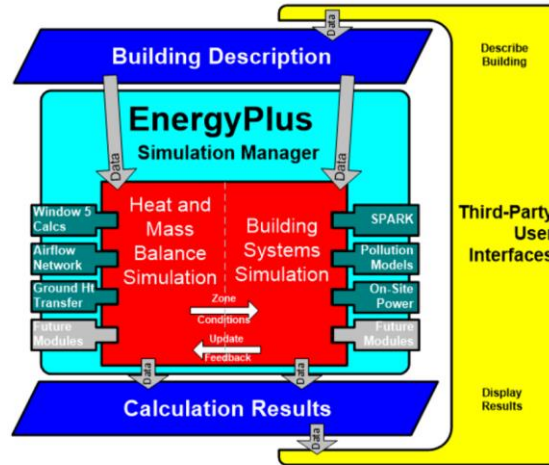 Data
Building Description
Describe
Building
Data
Data
EnergyPlus
Simulation Manager
Window 5
Calcs
Airflow
Network
Ground Ht
Transfer
Future
Modules
Heat and
Mass
Balance
Simulation
Building
Systems
Simulation
Zone
Conditions
Update
Feedback
SPARK
Pollution
Models
On-Site
Power
Future
Modules
Third-Party
User
Interfaces
Data
Data
Calculation Results
Display
Results
Data